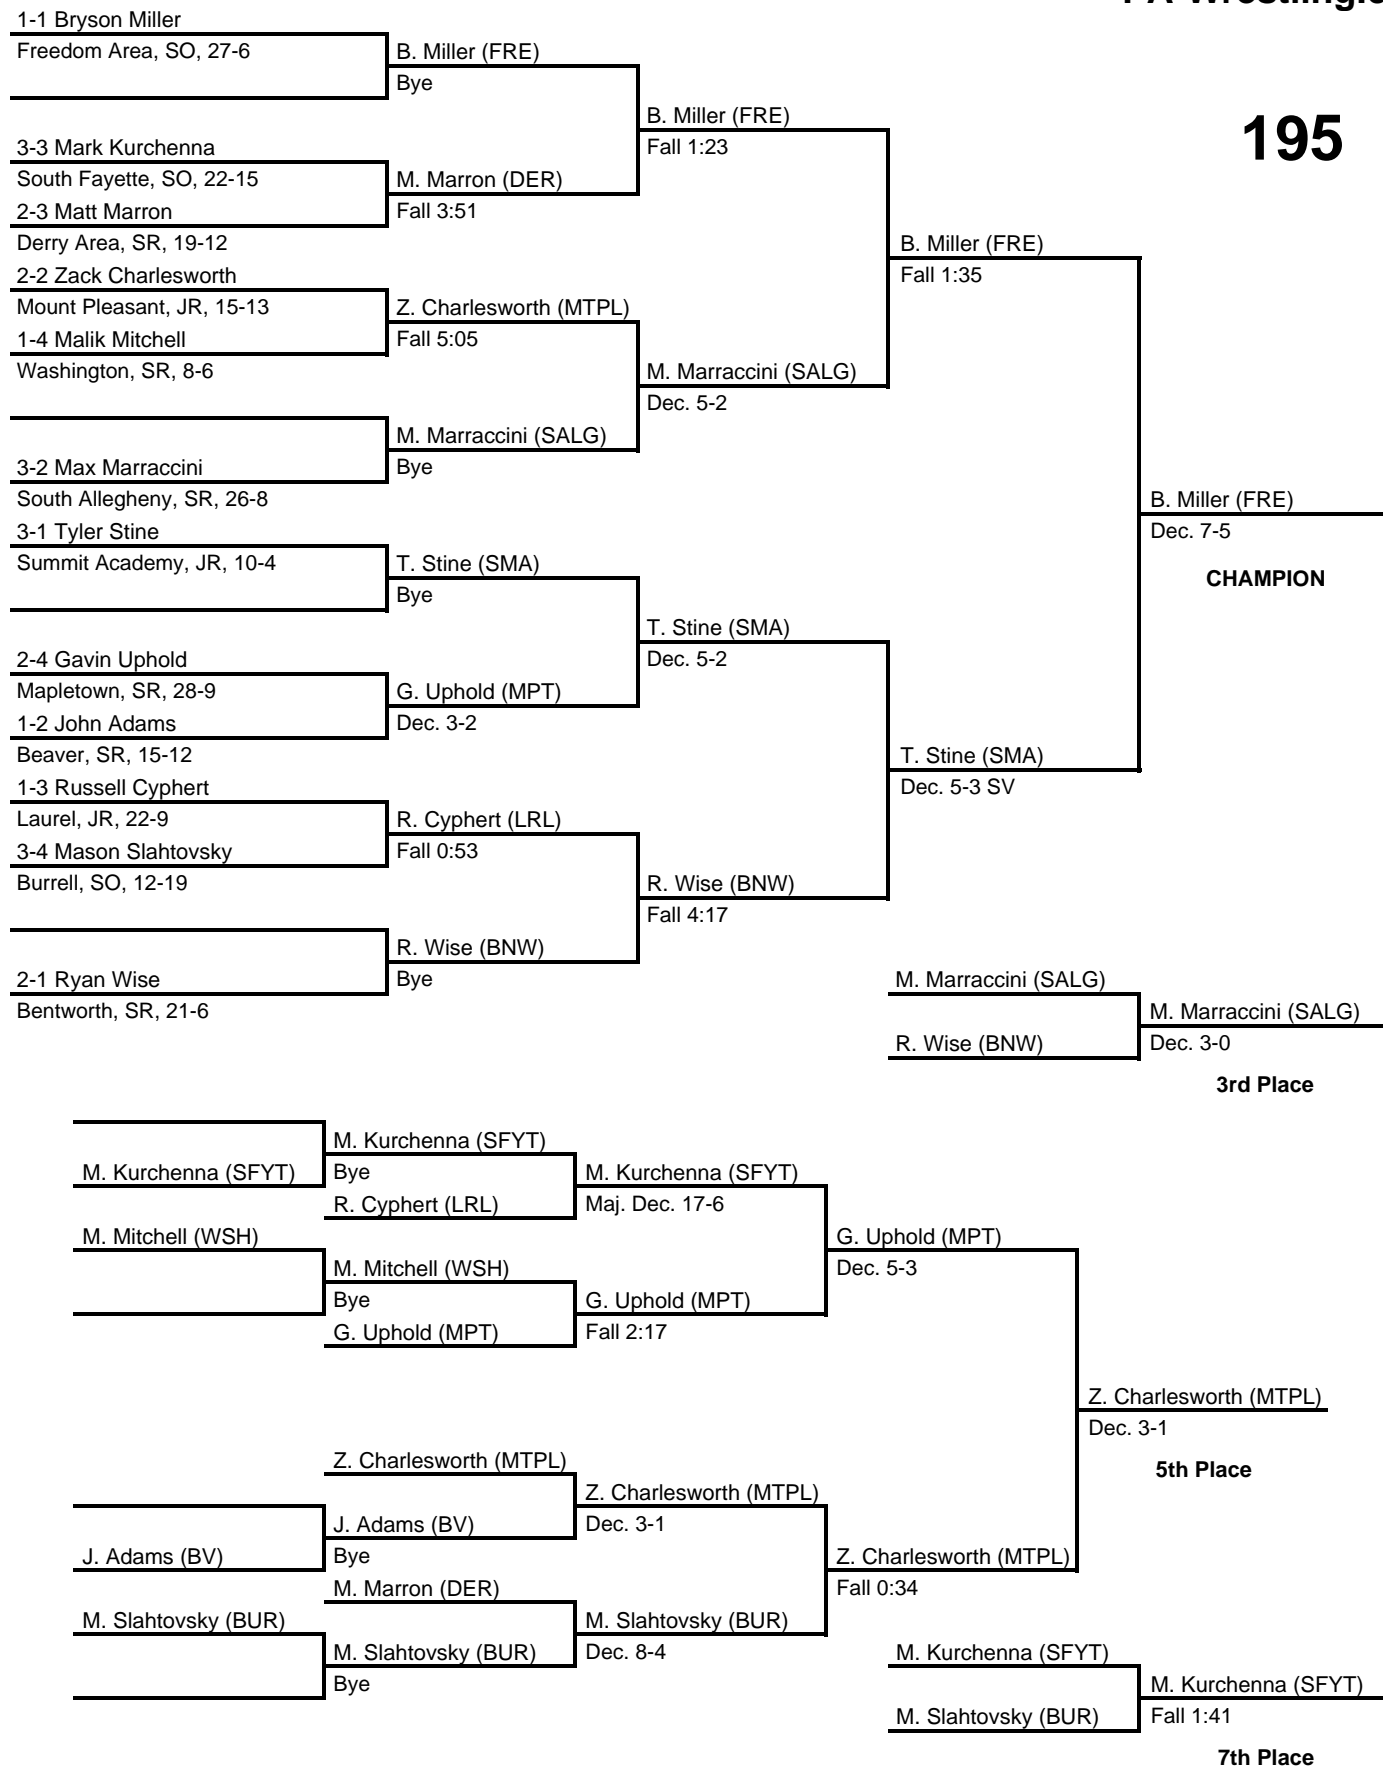 1-1 Bryson Miller
Freedom Area, SO, 27-6
B. Miller (FRE)
Bye
B. Miller (FRE)
Fall 1:23
195
3-3 Mark Kurchenna
South Fayette, SO, 22-15
M. Marron (DER)
2-3 Matt Marron
Fall 3:51
Derry Area, SR, 19-12
B. Miller (FRE)
Fall 1:35
2-2 Zack Charlesworth
Mount Pleasant, JR, 15-13
Z. Charlesworth (MTPL)
1-4 Malik Mitchell
Fall 5:05
Washington, SR, 8-6
M. Marraccini (SALG)
Dec. 5-2
M. Marraccini (SALG)
3-2 Max Marraccini
Bye
South Allegheny, SR, 26-8
B. Miller (FRE)
Dec. 7-5
CHAMPION
3-1 Tyler Stine
Summit Academy, JR, 10-4
T. Stine (SMA)
Bye
T. Stine (SMA)
Dec. 5-2
2-4 Gavin Uphold
Mapletown, SR, 28-9
G. Uphold (MPT)
1-2 John Adams
Dec. 3-2
Beaver, SR, 15-12
T. Stine (SMA)
Dec. 5-3 SV
1-3 Russell Cyphert
Laurel, JR, 22-9
R. Cyphert (LRL)
3-4 Mason Slahtovsky
Fall 0:53
Burrell, SO, 12-19
R. Wise (BNW)
Fall 4:17
R. Wise (BNW)
2-1 Ryan Wise
Bye
Bentworth, SR, 21-6
M. Marraccini (SALG)
M. Marraccini (SALG)
R. Wise (BNW)
Dec. 3-0
3rd Place
M. Kurchenna (SFYT)
M. Kurchenna (SFYT)
Bye
M. Kurchenna (SFYT)
R. Cyphert (LRL)
Maj. Dec. 17-6
M. Mitchell (WSH)
G. Uphold (MPT)
M. Mitchell (WSH)
Dec. 5-3
Bye
G. Uphold (MPT)
G. Uphold (MPT)
Fall 2:17
Z. Charlesworth (MTPL)
Dec. 3-1
5th Place
Z. Charlesworth (MTPL)
Z. Charlesworth (MTPL)
J. Adams (BV)
Dec. 3-1
J. Adams (BV)
Bye
Z. Charlesworth (MTPL)
M. Marron (DER)
Fall 0:34
M. Slahtovsky (BUR)
M. Slahtovsky (BUR)
M. Slahtovsky (BUR)
Dec. 8-4
Bye
M. Kurchenna (SFYT)
M. Kurchenna (SFYT)
M. Slahtovsky (BUR)
Fall 1:41
7th Place